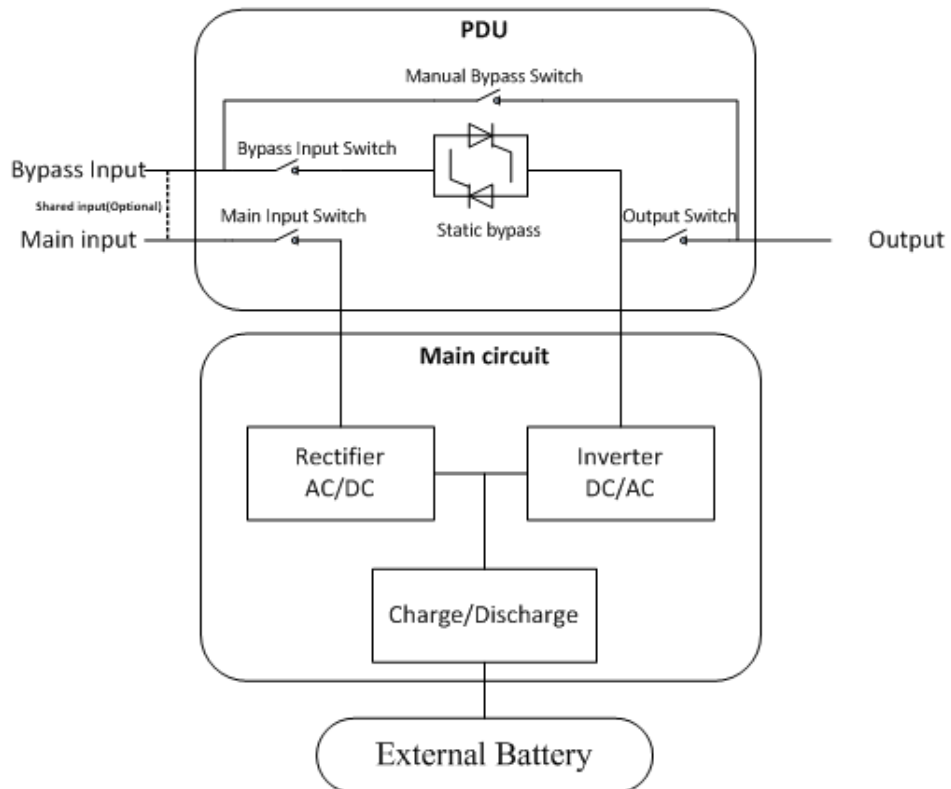 PDU
Manual Bypass Switch
Bypass Input Switch
Bypass Input
Shared input(Optional)
Main Input Switch
Static bypass
Output Switch
Main input
Output
Main circuit
Rectifier
AC/DC
Inverter
DC/AC
Charge/Discharge
External Battery